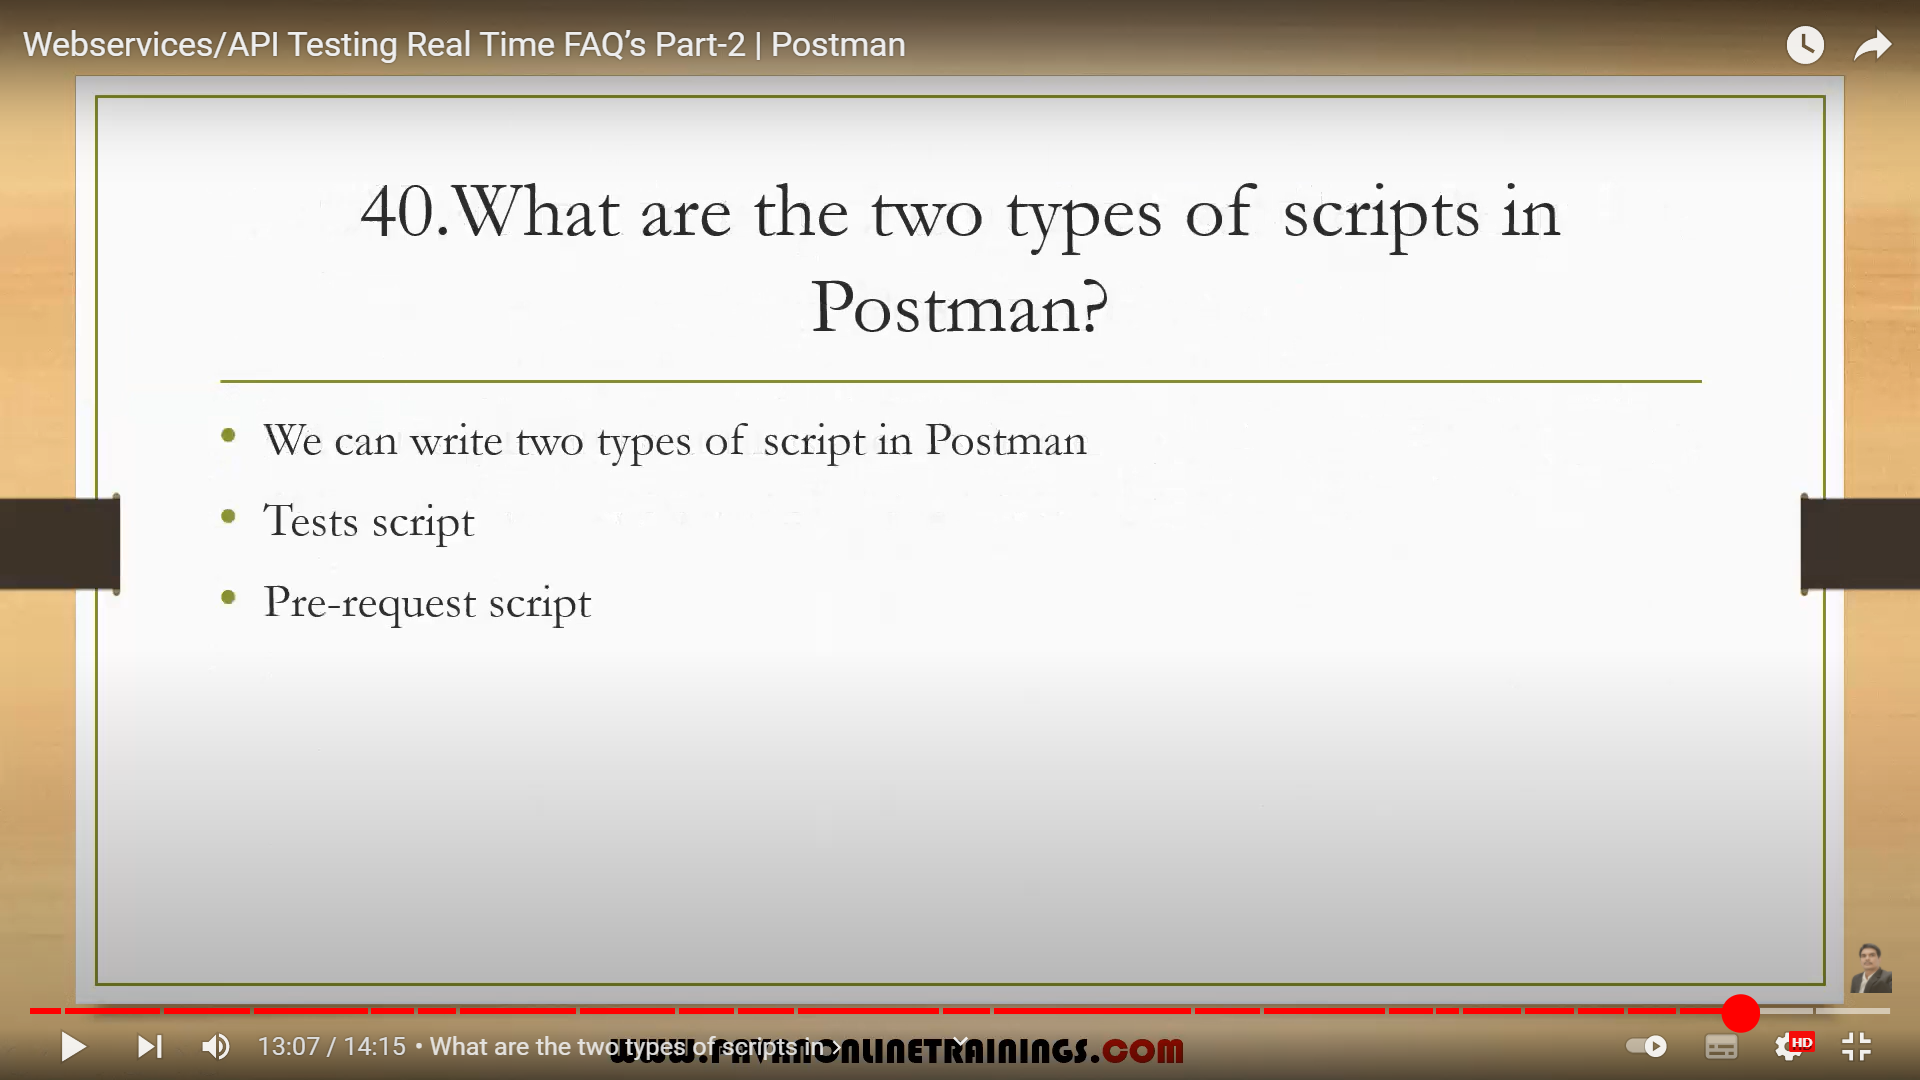 Webservices/API Testing Real Time FAQ’s Part-2 | Postman
40.What are the two types of scripts in
Postman?
We can write two types of script in Postman
Tests script
Pre-request script
13:07 / 14:15 • What are the two types of scripts in ›
WWW.PAVANONLINETRAININGS.COM
HD